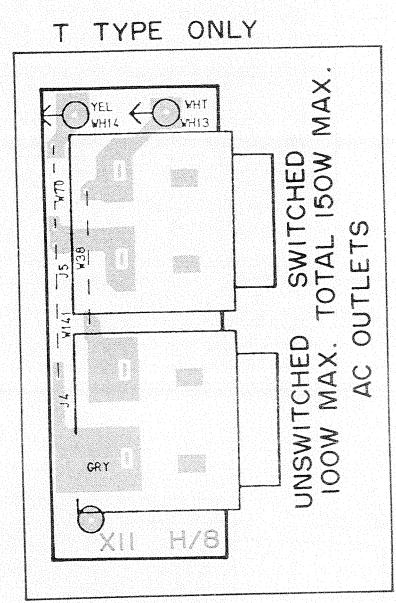 T TYPE ONLY
YEL
WH14
WHT
WH13
W70
J5
W38
W141
J4
GRY
X11 H/8
UNSWITCHED SWITCHED
100W MAX. TOTAL 150W MAX.
AC OUTLETS